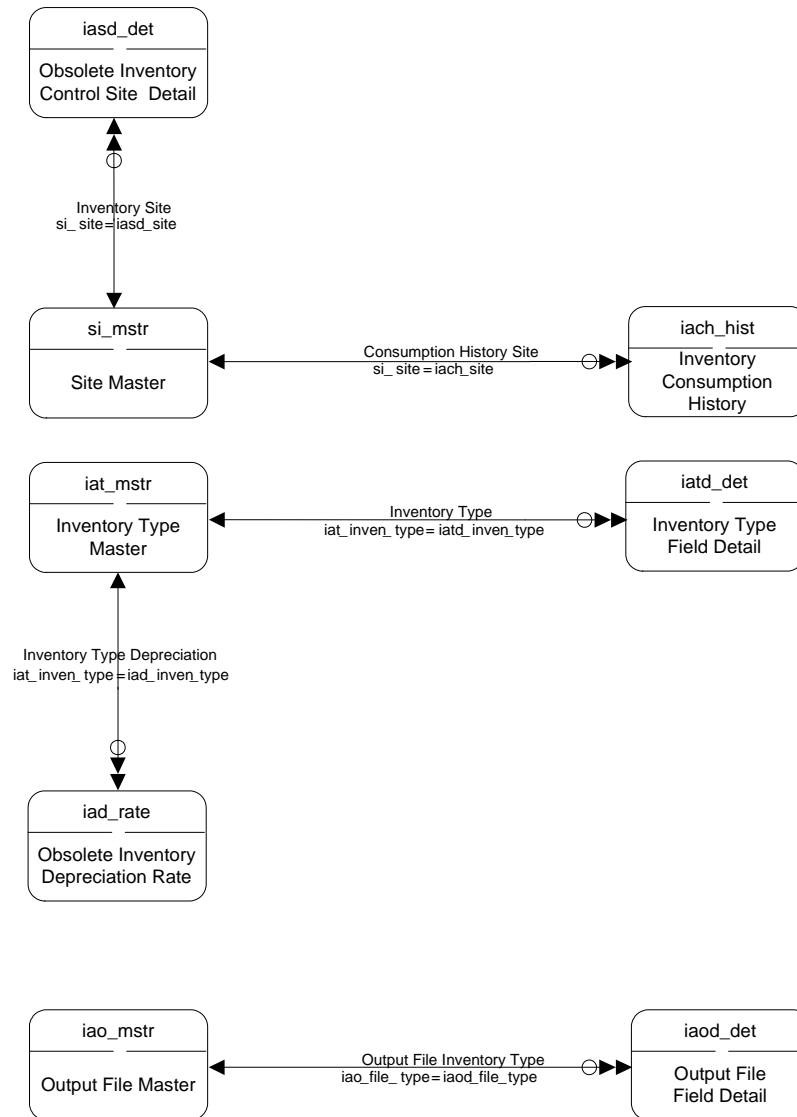 iasd_det
Obsolete Inventory
Control Site Detail
Inventory Site
si_ site=iasd_site
si_mstr
Site Master
Consumption History Site
si_ site=iach_site
iach_hist
Inventory
Consumption
History
iat_mstr
Inventory Type
Master
Inventory Type
iat_inven_ type=iatd_inven_type
iatd_det
Inventory Type
Field Detail
Inventory Type Depreciation
iat_inven_ type=iad_inven_type
iad_rate
Obsolete Inventory
Depreciation Rate
iao_mstr
Output File Master
Output File Inventory Type
iao_file_ type=iaod_file_type
iaod_det
Output File
Field Detail